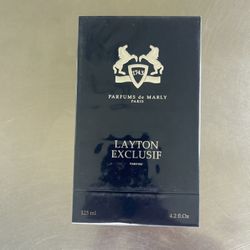 1743
PARFUMS de MARLY
PARIS
LAYTON
EXCLUSIF
PARFUM
125 ml
4.2 fl.Oz